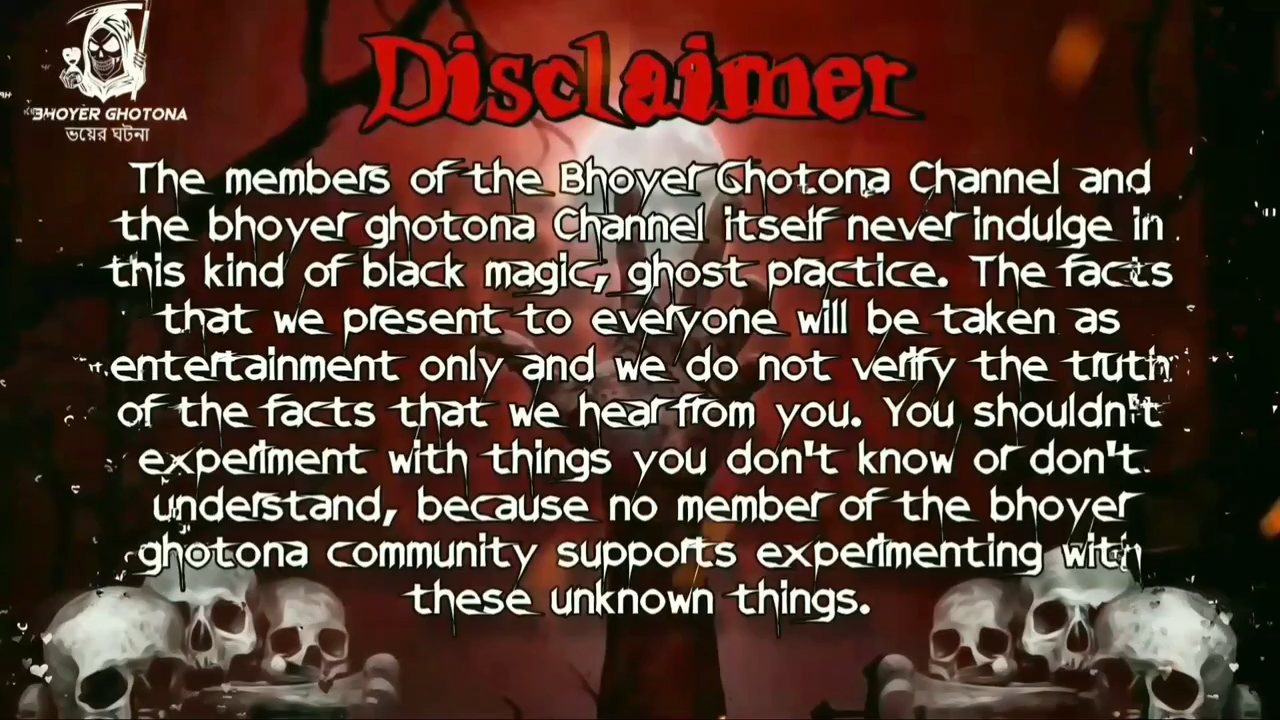 BHOYER GHOTONA
ভয়ের ঘটনা
Disclaimer
The members of the Bhoyer Ghotona Channel and
the bhoyer ghotona Channel itself never indulge in
this kind of black magic, ghost practice. The facts
that we present to everyone will be taken as
entertainment only and we do not verify the truth
of the facts that we hear from you. You shouldn't
experiment with things you don't know or don't
understand, because no member of the bhoyer
ghotona community supports experimenting with
these unknown things.